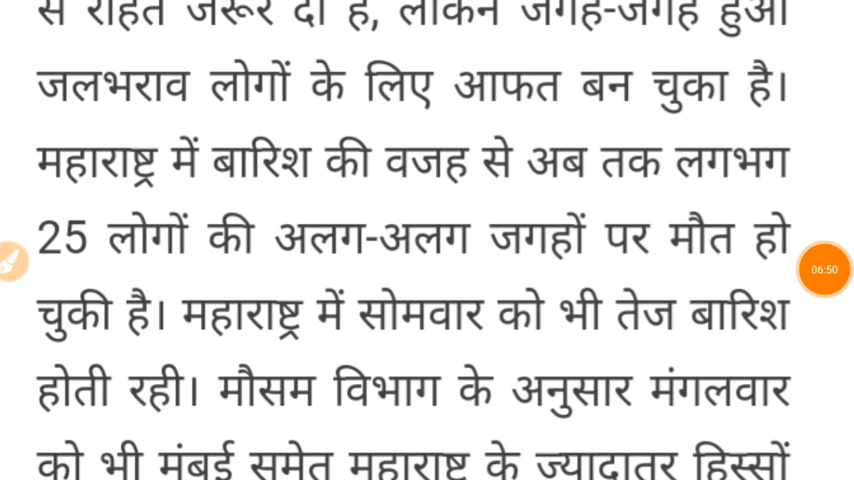 से राहत जरूर दी है, लेकिन जगह-जगह हुआ
जलभराव लोगों के लिए आफत बन चुका है।
महाराष्ट्र में बारिश की वजह से अब तक लगभग
25 लोगों की अलग-अलग जगहों पर मौत हो
चुकी है। महाराष्ट्र में सोमवार को भी तेज बारिश
होती रही। मौसम विभाग के अनुसार मंगलवार
को भी मुंबई समेत महाराष्ट्र के ज्यादातर हिस्सों
06:50